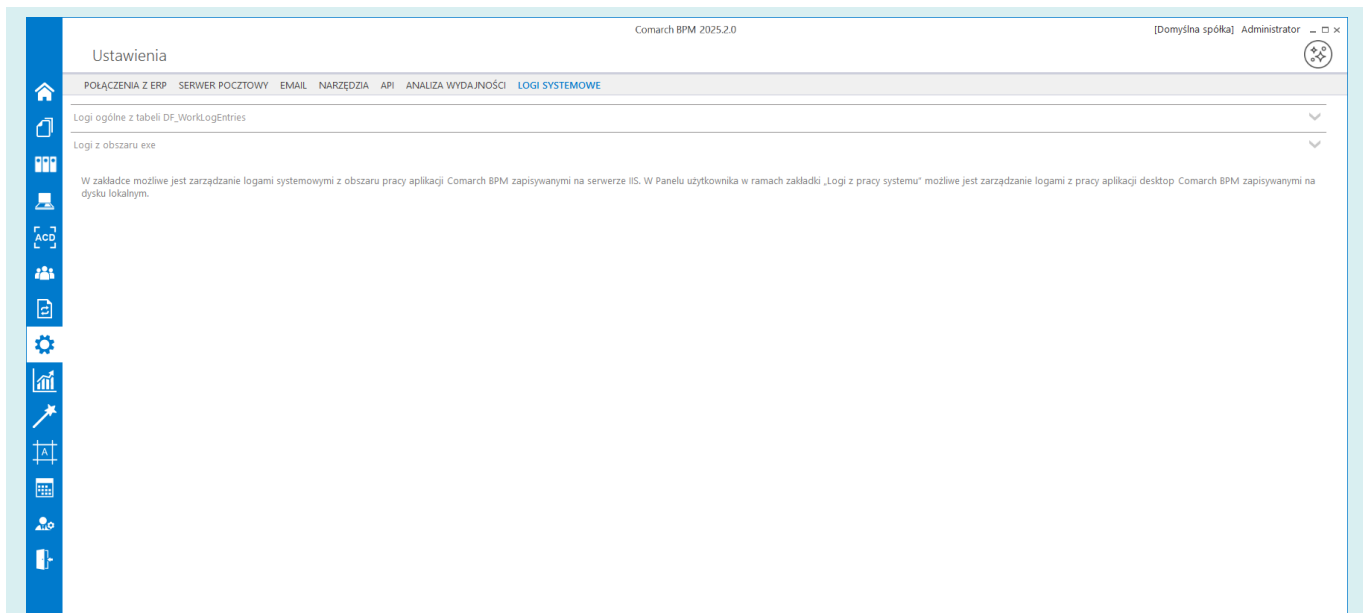 Comarch BPM 2025.2.0
[Domyślna spółka] Administrator
Ustawienia
POŁĄCZENIA Z ERP SERWER POCZTOWY EMAIL NARZĘDZIA API ANALIZA WYDAJNOŚCI LOGI SYSTEMOWE
Logi ogólne z tabeli DF_WorkLogEntries
Logi z obszaru exe
W zakładce możliwe jest zarządzanie logami systemowymi z obszaru pracy aplikacji Comarch BPM zapisywanymi na serwerze IIS. W Panelu użytkownika w ramach zakładki „Logi z pracy systemu" możliwe jest zarządzanie logami z pracy aplikacji desktop Comarch BPM zapisywanymi na
dysku lokalnym.
ACD
A